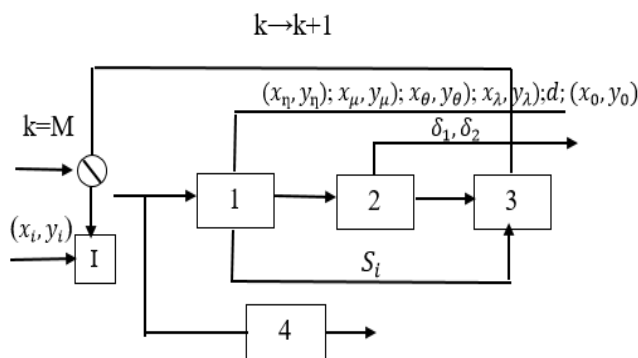 k→k+1
(x_η, y_η); x_μ, y_μ); x_θ, y_θ); x_λ, y_λ);d; (x_0, y_0)
k=M
δ_1, δ_2
1
2
3
(x_i, y_i)
I
S_i
4